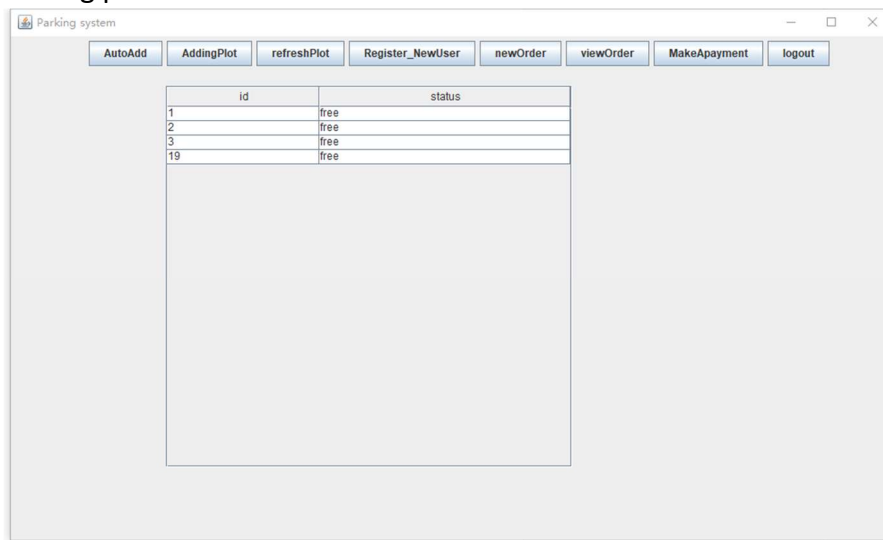 Parking system
AutoAdd AddingPlot refreshPlot Register_NewUser newOrder viewOrder MakeApayment logout
id status
1 free
2 free
3 free
19 free